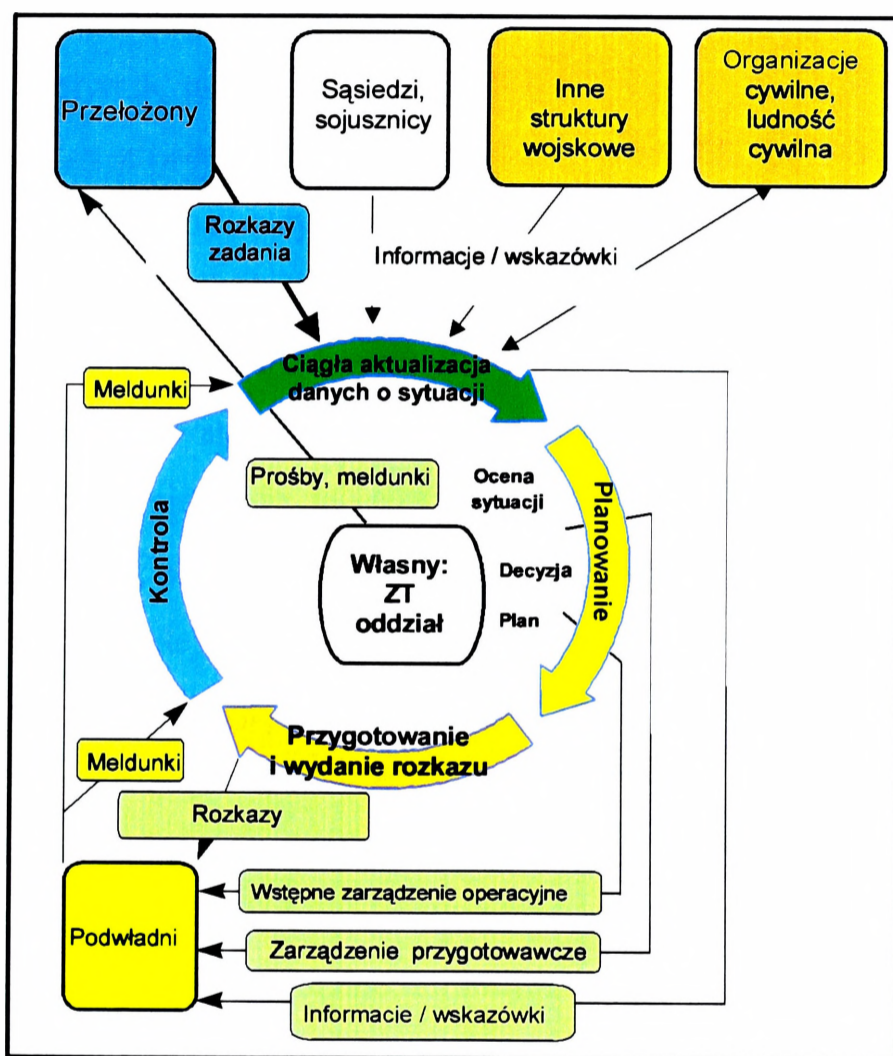 Przełożony
Sąsiedzi,
sojusznicy
Inne
struktury
wojskowe
Organizacje
cywilne,
ludność
cywilna
Rozkazy
zadania
Informacje / wskazówki
Ciągła aktualizacja
danych o sytuacji
Meldunki
Prośby, meldunki
Ocena
sytuacji
Planowanie
Kontrola
Własny:
ZT
oddział
Decyzja
Plan
Przygotowanie
i wydanie rozkazu
Meldunki
Rozkazy
Podwładni
Wstępne zarządzenie operacyjne
Zarządzenie przygotowawcze
Informacie / wskazówki